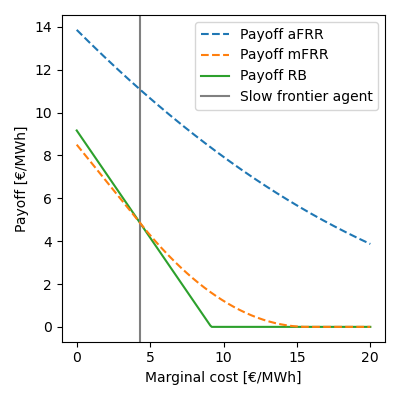 Payoff aFRR
Payoff mFRR
Payoff RB
Slow frontier agent
Payoff [€/MWh]
14
12
10
8
6
4
2
0
0 5 10 15 20
Marginal cost [€/MWh]